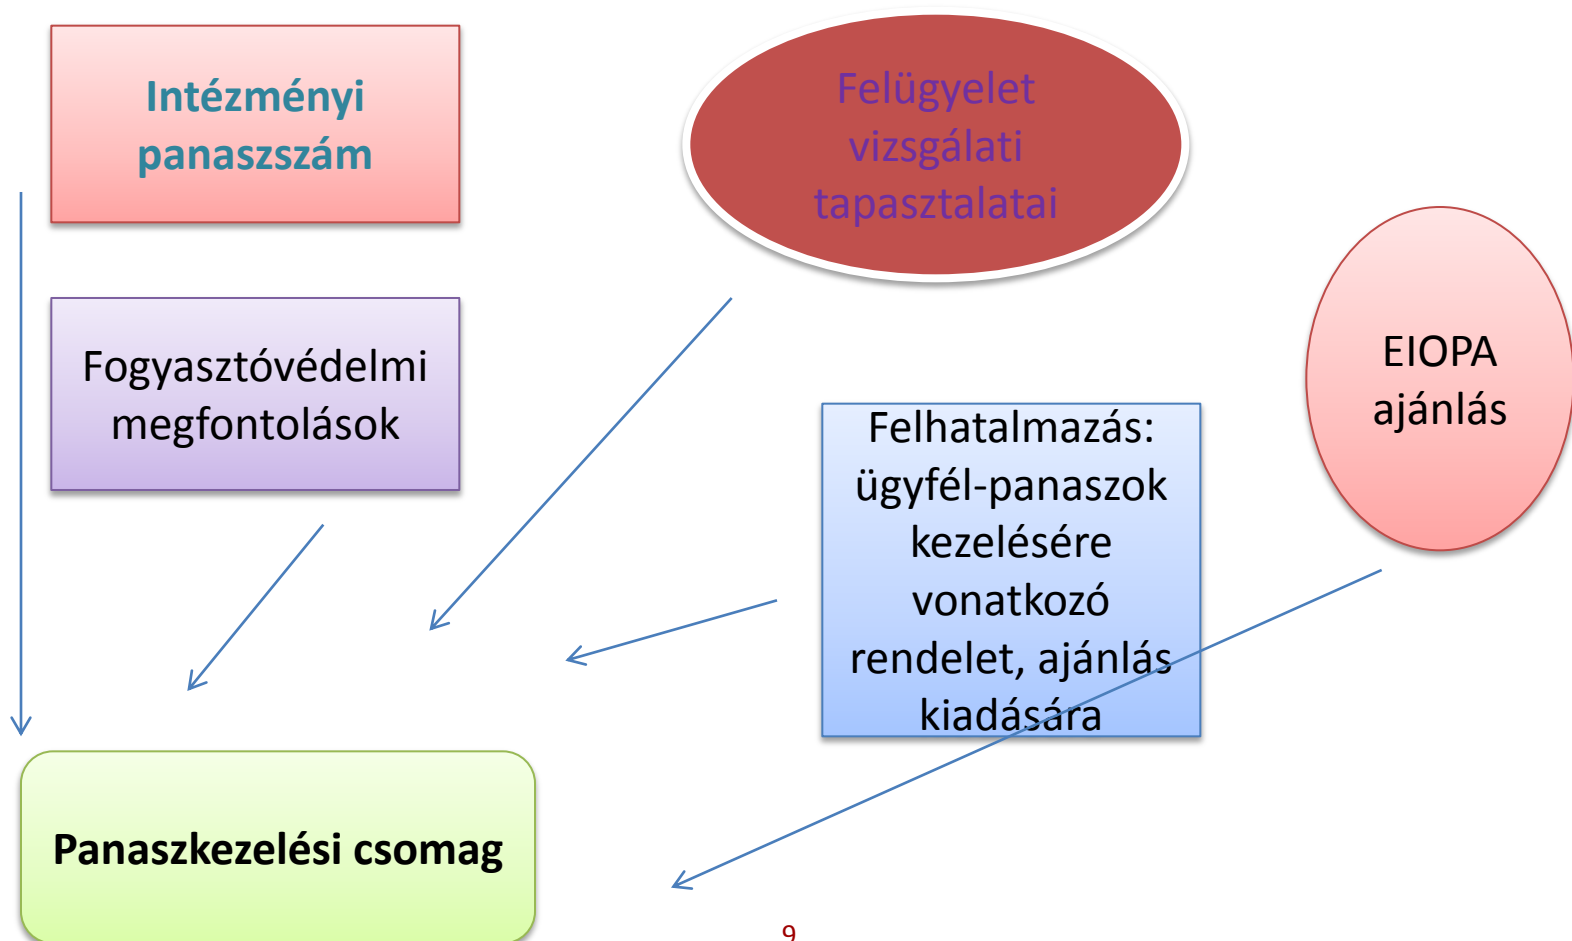 Intézményi
panaszszám
Felügyelet
vizsgálati
tapasztalatai
Fogyasztóvédelmi
megfontolások
EIOPA
ajánlás
Felhatalmazás:
ügyfél-panaszok
kezelésére
vonatkozó
rendelet, ajánlás
kiadására
Panaszkezelési csomag
9